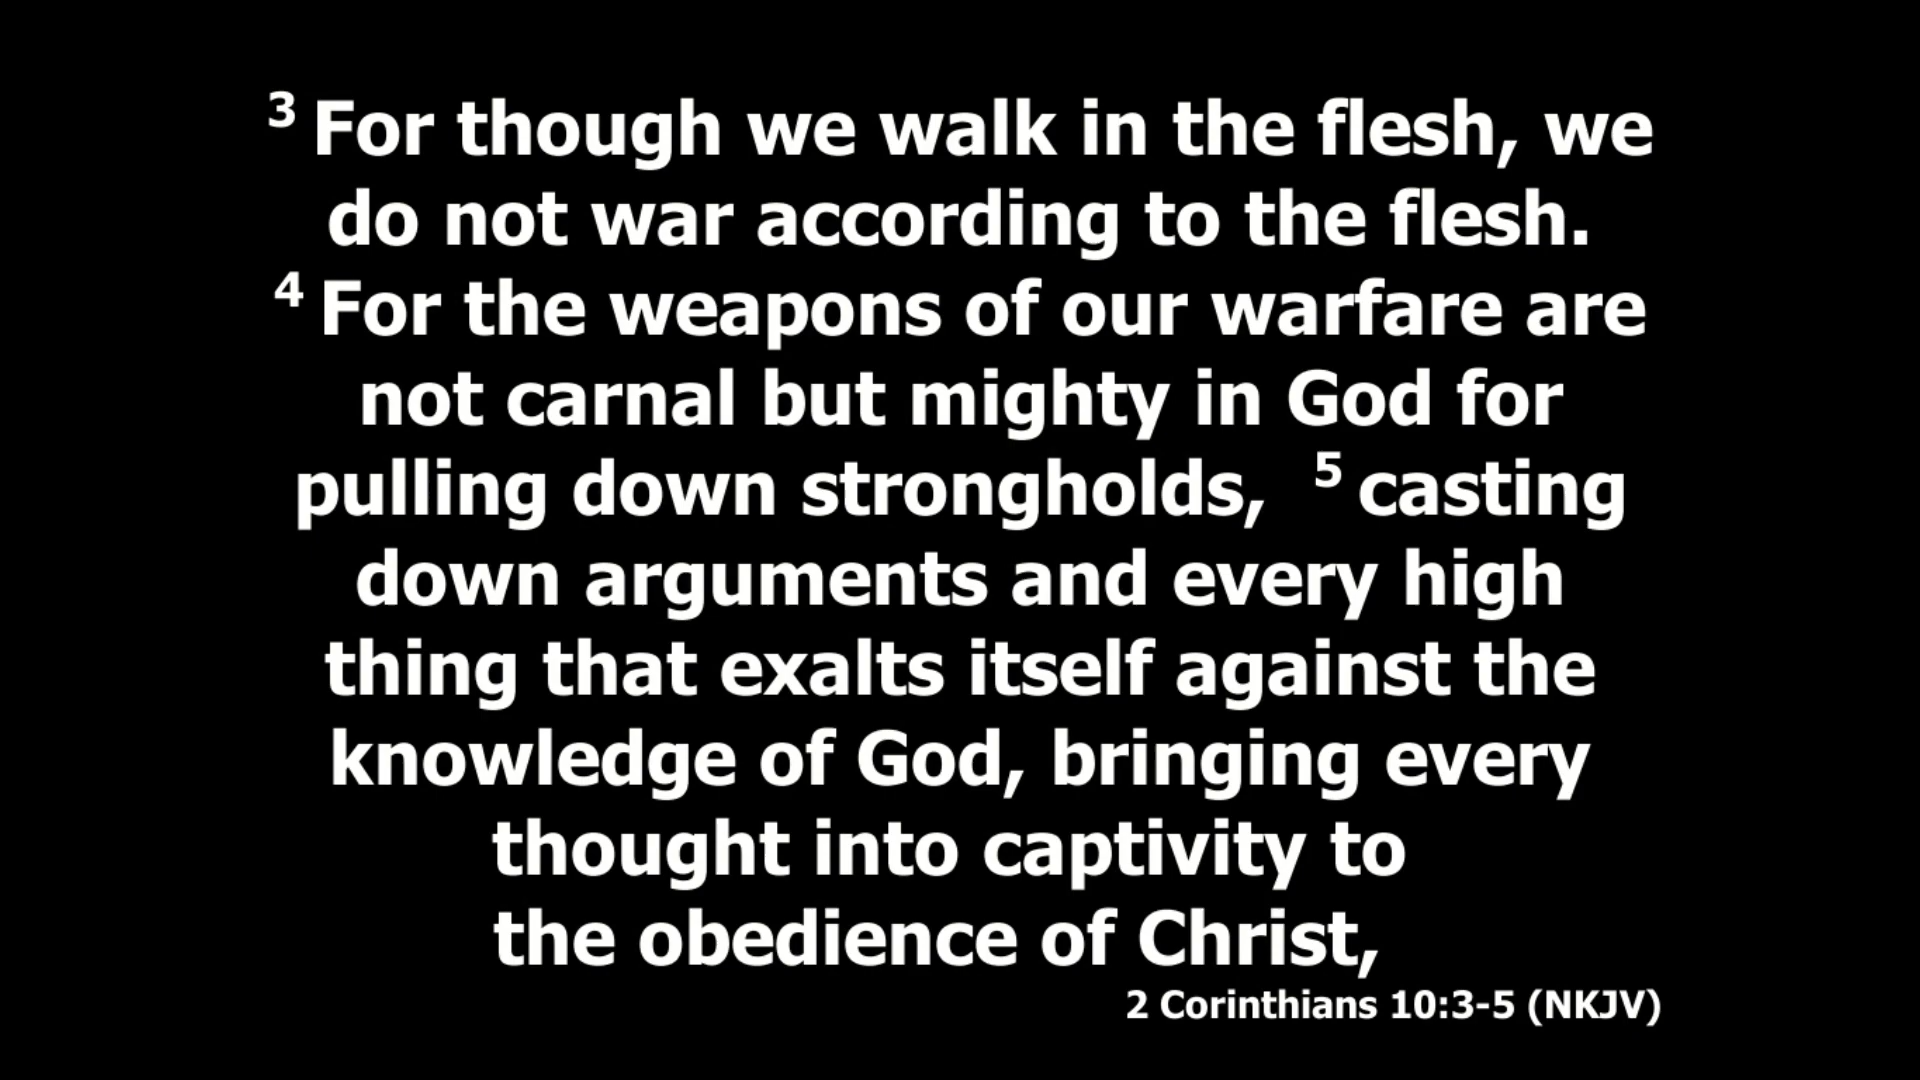 3 For though we walk in the flesh, we
do not war according to the flesh.
4 For the weapons of our warfare are
not carnal but mighty in God for
pulling down strongholds, 5 casting
down arguments and every high
thing that exalts itself against the
knowledge of God, bringing every
thought into captivity to
the obedience of Christ,
2 Corinthians 10:3-5 (NKJV)